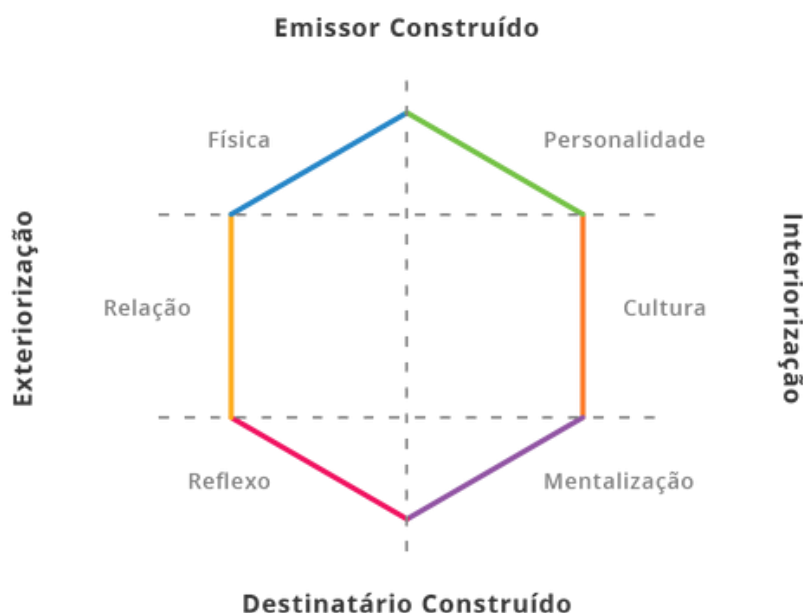 Emissor Construído
Física
Personalidade
Exteriorização
Interiorização
Relação
Cultura
Reflexo
Mentalização
Destinatário Construído